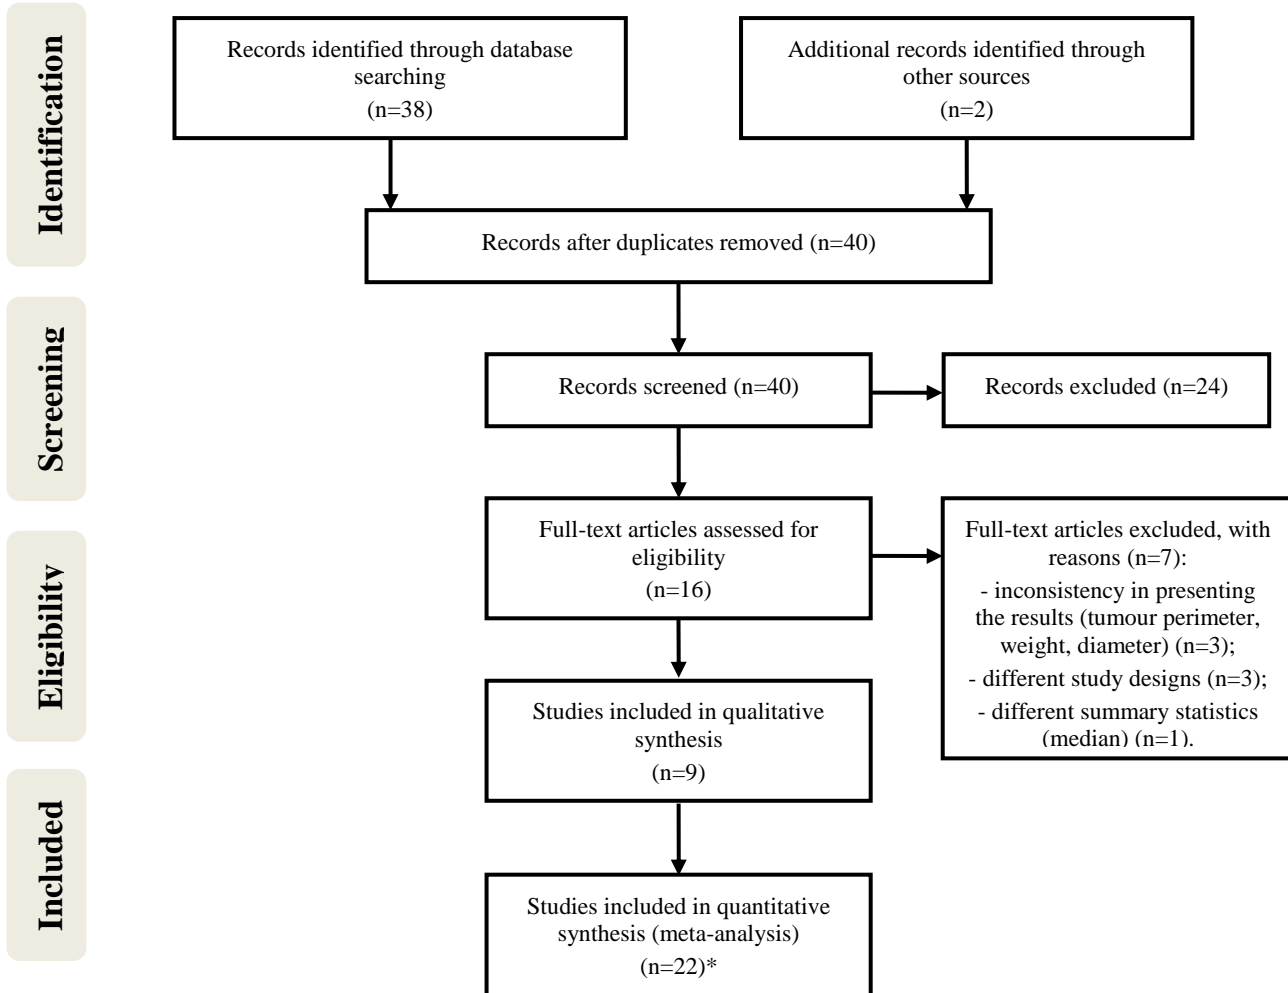 Identification
Records identified through database
searching
(n=38)
Additional records identified through
other sources
(n=2)
Records after duplicates removed (n=40)
Screening
Records screened (n=40)
Records excluded (n=24)
Eligibility
Full-text articles assessed for
eligibility
(n=16)
Full-text articles excluded, with
reasons (n=7):
- inconsistency in presenting
the results (tumour perimeter,
weight, diameter) (n=3);
- different study designs (n=3);
- different summary statistics
(median) (n=1).
Studies included in qualitative
synthesis
(n=9)
Included
Studies included in quantitative
synthesis (meta-analysis)
(n=22)*